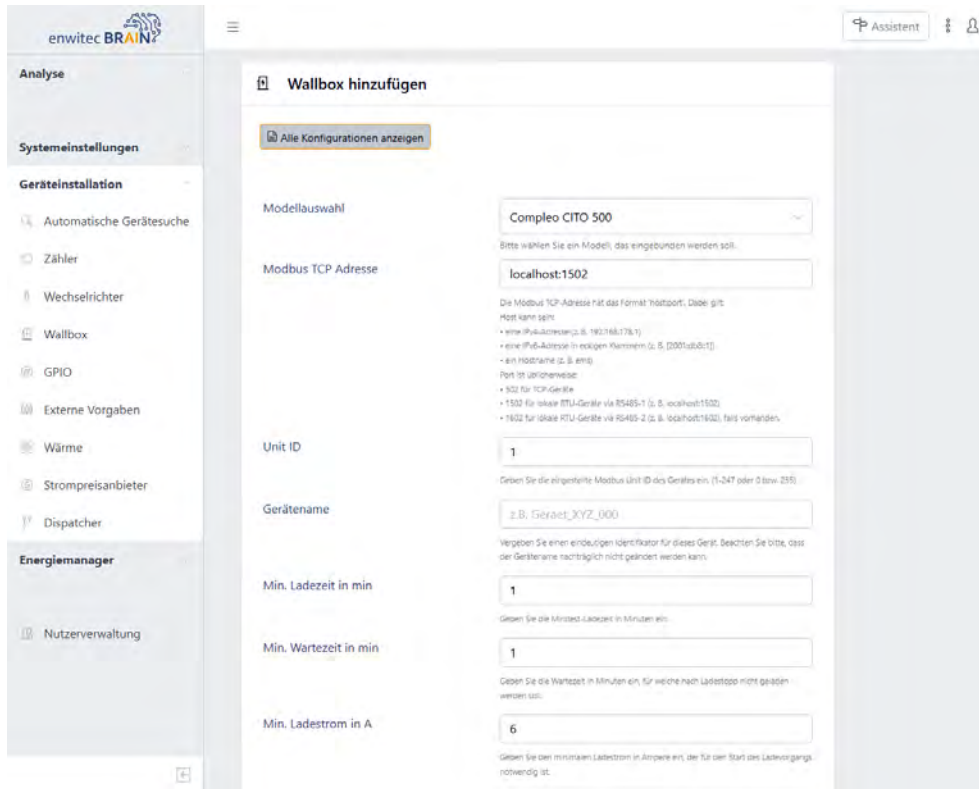 enwitec BRAIN
Assistent
Analyse
Systemeinstellungen
Geräteinstallation
Automatische Gerätesuche
Zähler
Wechselrichter
Wallbox
GPIO
Externe Vorgaben
Wärme
Strompreisanbieter
Dispatcher
Energiemanager
Nutzerverwaltung
Wallbox hinzufügen
Alle Konfigurationen anzeigen
Modellauswahl
Compleo CITO 500
Bitte wählen Sie ein Modell, das eingebunden werden soll.
Modbus TCP Adresse
localhost:1502
Die Modbus TCP-Adresse hat das Format 'host:port'. Dabei gilt:
Host kann sein:
• eine IPv4-Adresse (z. B. 192.168.178.1)
• eine IPv6-Adresse in eckigen Klammern (z. B. [2001:db8::1])
• ein Hostname (z. B. ems)
Port ist üblicherweise:
• 502 für TCP-Geräte
• 1502 für lokale RTU-Geräte via RS485-1 (z. B. localhost:1502)
• 1602 für lokale RTU-Geräte via RS485-2 (z. B. localhost:1602), falls vorhanden.
Unit ID
1
Geben Sie die eingestellte Modbus Unit ID des Gerätes ein. (1-247 oder 0 bzw. 255)
Gerätename
z.B. Geraet_XYZ_000
Vergeben Sie einen eindeutigen Identifikator für dieses Gerät. Beachten Sie bitte, dass
der Gerätename nachträglich nicht geändert werden kann.
Min. Ladezeit in min
1
Geben Sie die Mindest-Ladezeit in Minuten ein.
Min. Wartezeit in min
1
Geben Sie die Wartezeit in Minuten ein, für welche nach Ladestopp nicht geladen
werden soll.
Min. Ladestrom in A
6
Geben Sie den minimalen Ladestrom in Ampere ein, der für den Start des Ladevorgangs
notwendig ist.